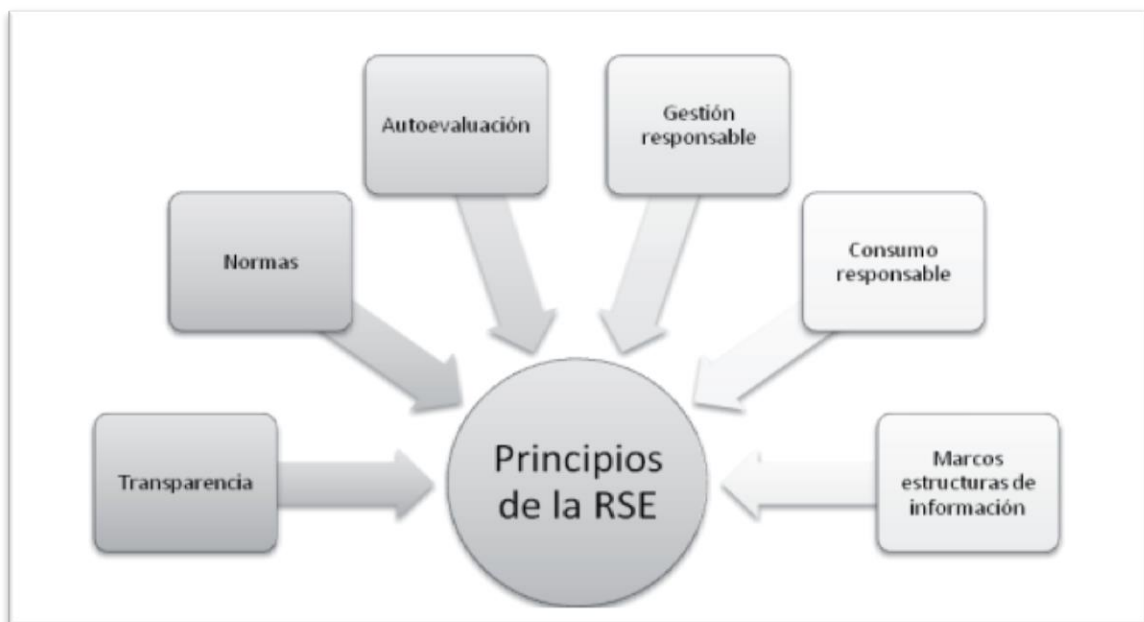 Autoevaluación
Gestión
responsable
Normas
Consumo
responsable
Transparencia
Principios
de la RSE
Marcos
estructuras de
información